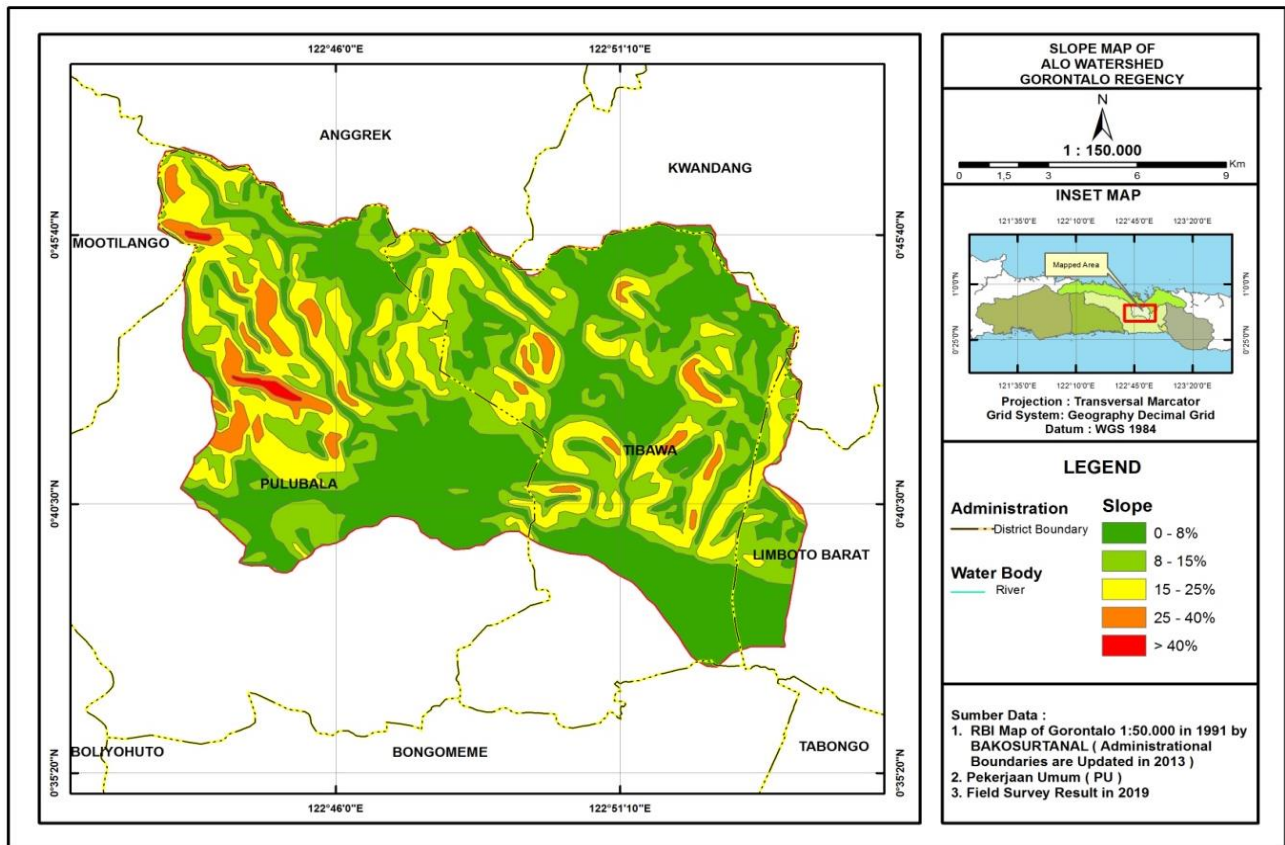 122°46'0"E
122°51'10"E
ANGGREK
KWANDANG
0°45'40"N
MOOTILANGO
0°45'40"N
TIBAWA
PULUBALA
0°40'30"N
0°40'30"N
LIMBOTO BARAT
BOLIYOHUTO
BONGOMEME
TABONGO
0°35'20"N
0°35'20"N
122°46'0"E
122°51'10"E
SLOPE MAP OF
ALO WATERSHED
GORONTALO REGENCY
N
1 : 150.000
Km
0 1,5 3 6 9
INSET MAP
121°35'0"E 122°10'0"E 122°45'0"E 123°20'0"E
Mapped Area
1°0'0"N
1°0'0"N
0°25'0"N
0°25'0"N
121°35'0"E 122°10'0"E 122°45'0"E 123°20'0"E
Projection : Transversal Marcator
Grid System: Geography Decimal Grid
Datum : WGS 1984
LEGEND
Administration
District Boundary
Water Body
River
Slope
0 - 8%
8 - 15%
15 - 25%
25 - 40%
> 40%
Sumber Data :
1. RBI Map of Gorontalo 1:50.000 in 1991 by
BAKOSURTANAL ( Administrational
Boundaries are Updated in 2013 )
2. Pekerjaan Umum ( PU )
3. Field Survey Result in 2019